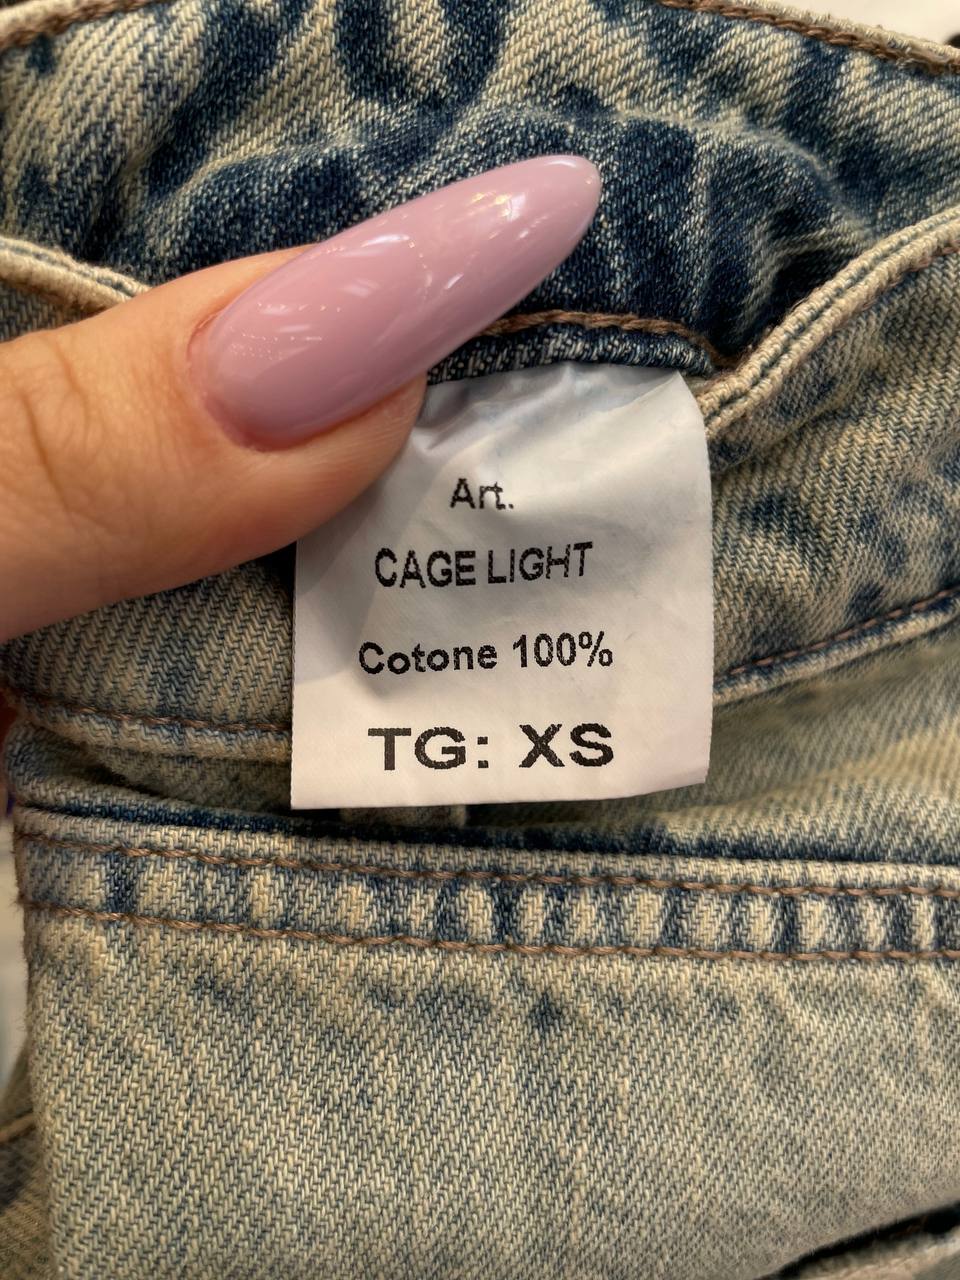 Art.
CAGE LIGHT
Cotone 100%
TG: XS